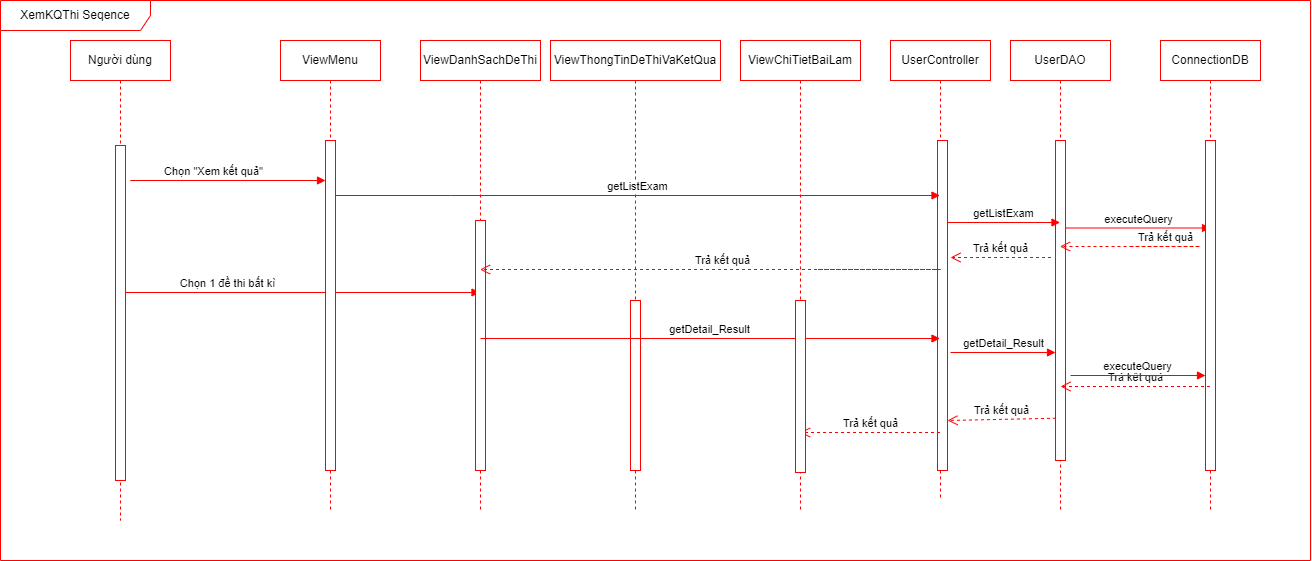 XemKQThi Seqence
Người dùng
ViewMenu
ViewDanhSachDeThi
ViewThongTinDeThiVaKetQua
ViewChiTietBaiLam
UserController
UserDAO
ConnectionDB
Chọn "Xem kết quả"
getListExam
getListExam
executeQuery
Trả kết quả
Trả kết quả
Trả kết quả
Chọn 1 đề thi bất kì
getDetail_Result
getDetail_Result
executeQuery
Trả kết quả
Trả kết quả
Trả kết quả